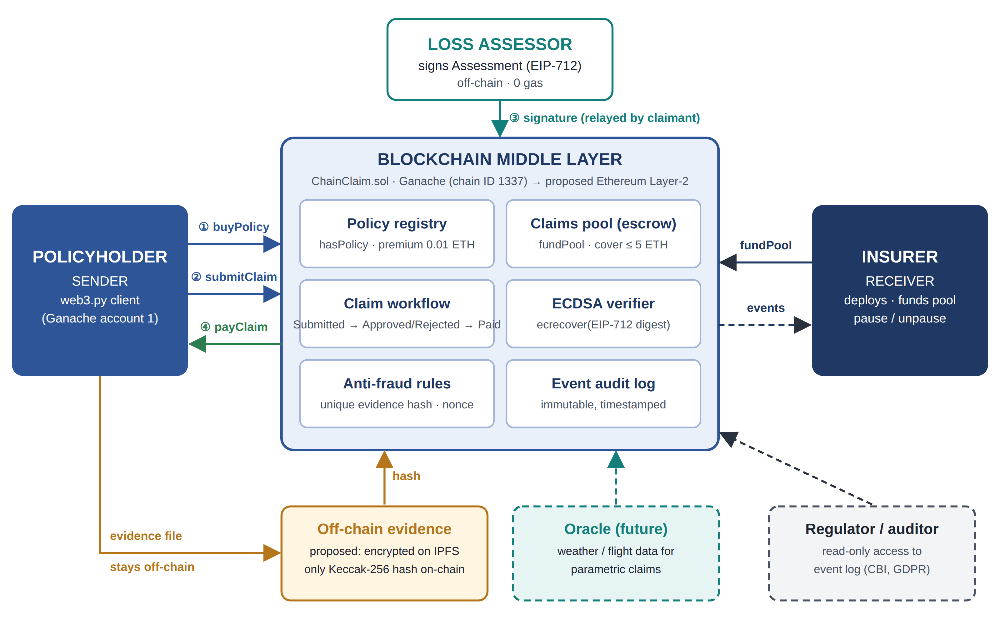 LOSS ASSESSOR
signs Assessment (EIP-712)
off-chain · 0 gas
③ signature (relayed by claimant)
BLOCKCHAIN MIDDLE LAYER
ChainClaim.sol · Ganache (chain ID 1337) → proposed Ethereum Layer-2
POLICYHOLDER
SENDER
web3.py client
(Ganache account 1)
① buyPolicy
② submitClaim
④ payClaim
Policy registry
hasPolicy · premium 0.01 ETH
Claims pool (escrow)
fundPool · cover ≤ 5 ETH
Claim workflow
Submitted → Approved/Rejected → Paid
ECDSA verifier
ecrecover(EIP-712 digest)
Anti-fraud rules
unique evidence hash · nonce
Event audit log
immutable, timestamped
fundPool
events
INSURER
RECEIVER
deploys · funds pool
pause / unpause
hash
evidence file
stays off-chain
Off-chain evidence
proposed: encrypted on IPFS
only Keccak-256 hash on-chain
Oracle (future)
weather / flight data for
parametric claims
Regulator / auditor
read-only access to
event log (CBI, GDPR)